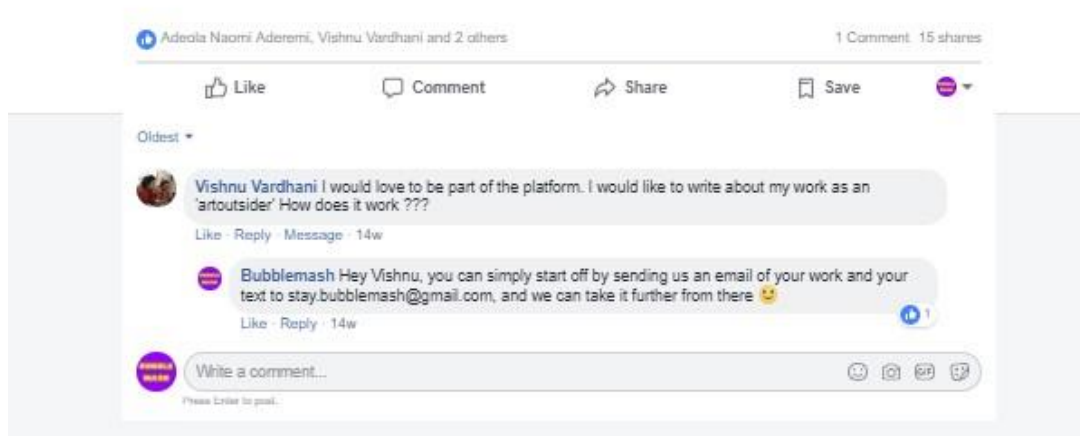 Adeola Naomi Aderemi, Vishnu Vardhani and 2 others 1 Comment 15 shares
Like Comment Share Save
Oldest
Vishnu Vardhani I would love to be part of the platform. I would like to write about my work as an
'artoutsider' How does it work ???
Like · Reply · Message · 14w
Bubblemash Hey Vishnu, you can simply start off by sending us an email of your work and your
text to stay.bubblemash@gmail.com, and we can take it further from there
1
Like · Reply · 14w
Write a comment...
GIF
Press Enter to post.